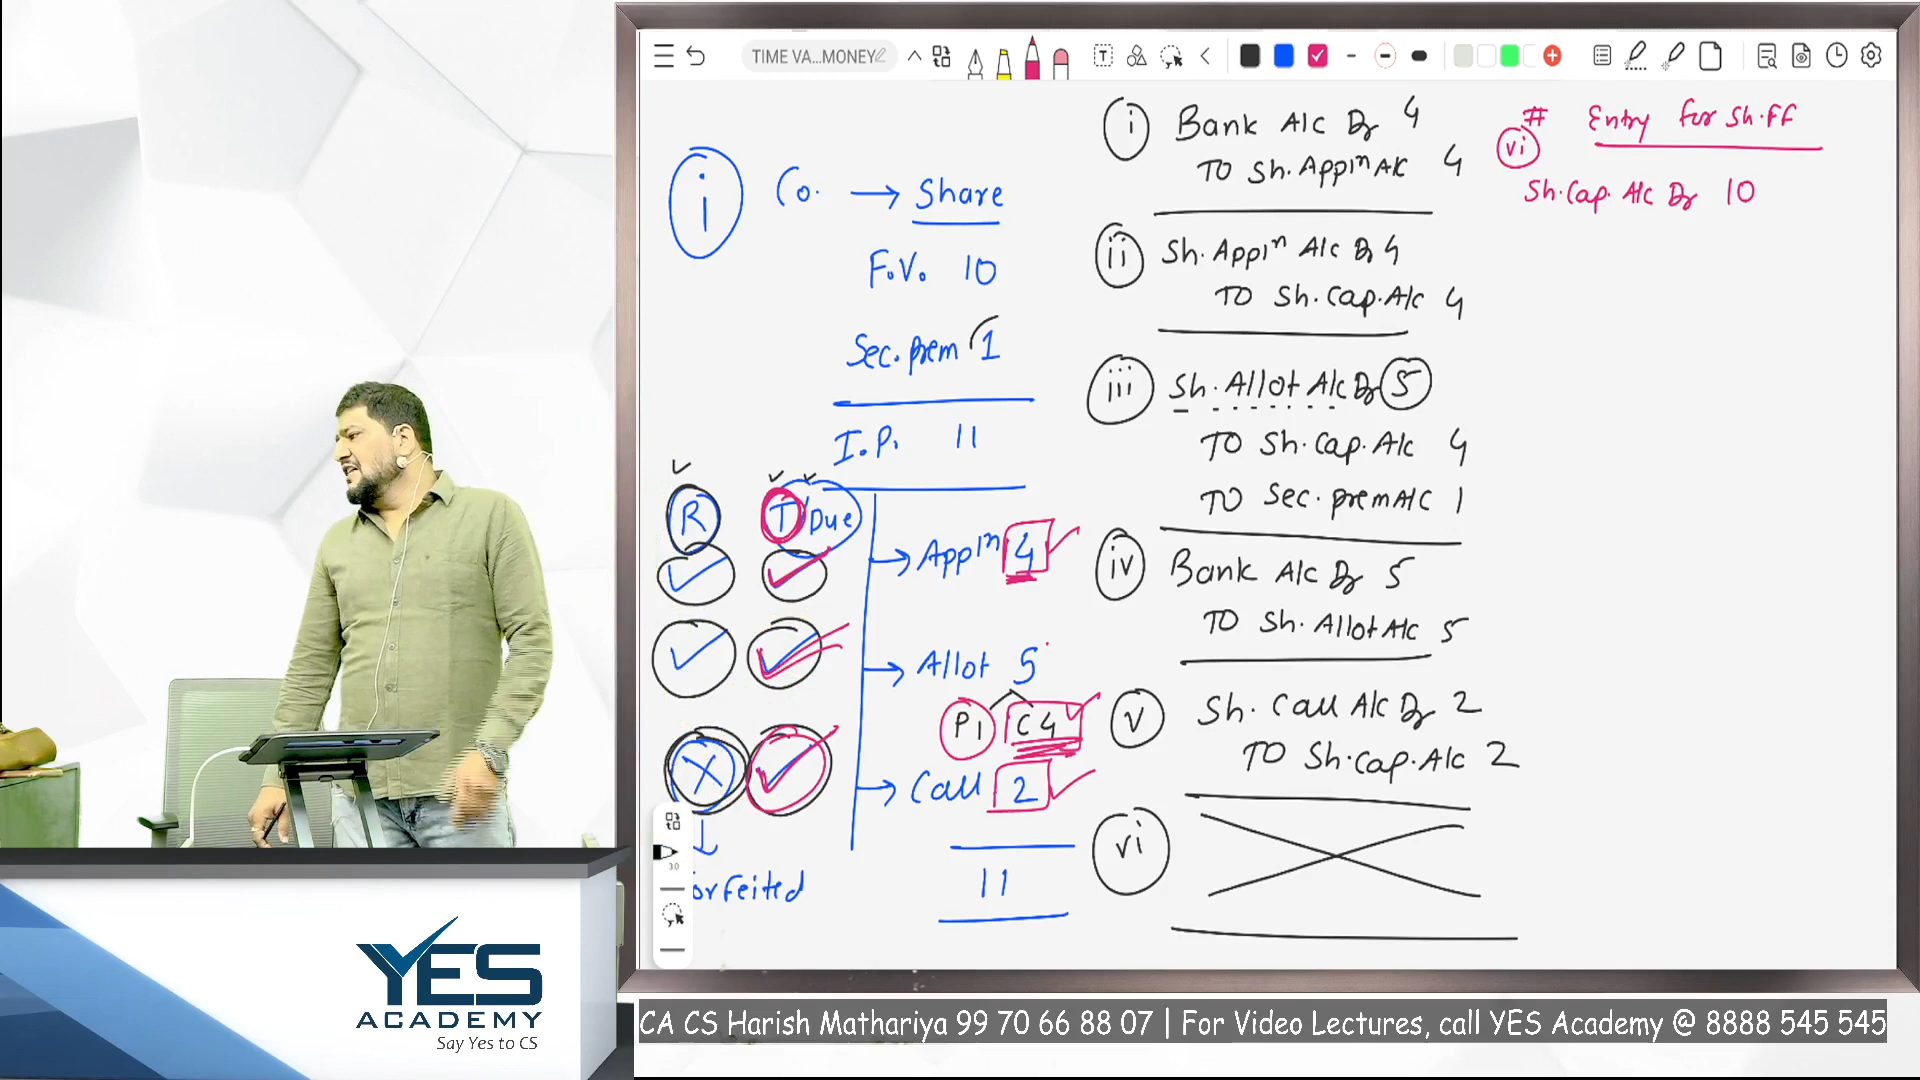 TIME VA...MONEY
i Co. → Share
F.V. 10
Sec. prem 1
I.P. 11
R T/Due
→ Appln 4
→ Allot 5
P1 C4
→ Call 2
11
orfeited
i Bank A/c Dr 4
TO Sh. Appln A/c 4
ii Sh. Appln A/c Dr 4
TO Sh. Cap. A/c 4
iii Sh. Allot A/c Dr 5
TO Sh. Cap. A/c 4
TO Sec. prem A/c 1
iv Bank A/c Dr 5
TO Sh. Allot A/c 5
v Sh. Call A/c Dr 2
TO Sh. Cap. A/c 2
vi
# Entry for Sh. FF
vi
Sh. Cap. A/c Dr 10
30
YES
ACADEMY
Say Yes to CS
CA CS Harish Mathariya 99 70 66 88 07 | For Video Lectures, call YES Academy @ 8888 545 545